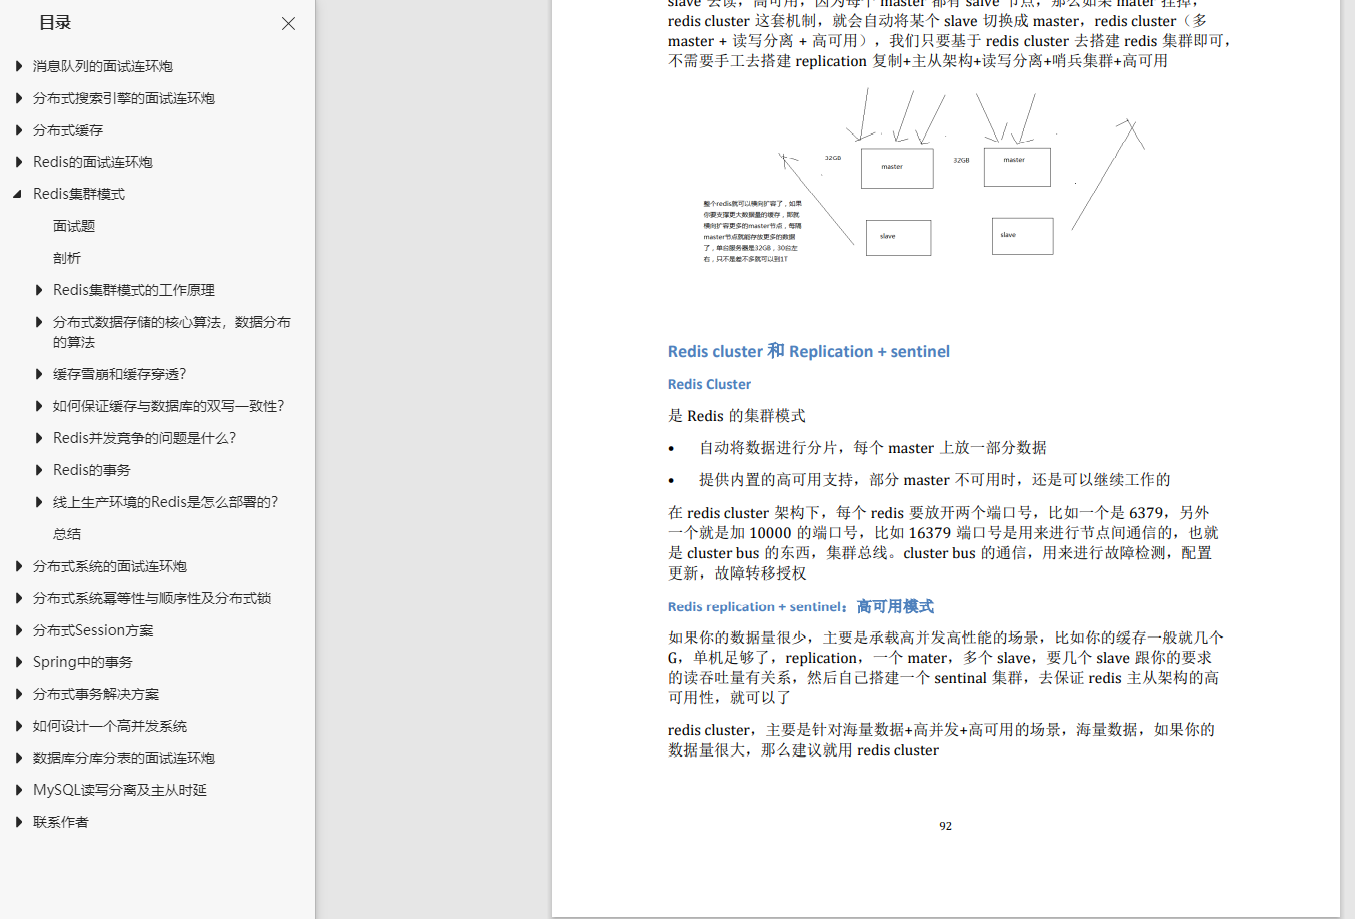 目录
消息队列的面试连环炮
分布式搜索引擎的面试连环炮
分布式缓存
Redis的面试连环炮
Redis集群模式
面试题
剖析
Redis集群模式的工作原理
分布式数据存储的核心算法，数据分布
的算法
缓存雪崩和缓存穿透？
如何保证缓存与数据库的双写一致性？
Redis并发竞争的问题是什么？
Redis的事务
线上生产环境的Redis是怎么部署的？
总结
分布式系统的面试连环炮
分布式系统幂等性与顺序性及分布式锁
分布式Session方案
Spring中的事务
分布式事务解决方案
如何设计一个高并发系统
数据库分库分表的面试连环炮
MySQL读写分离及主从时延
联系作者
slave 去读，高可用，因为每个 master 都有 salve 节点，那么如果 mater 挂掉，
redis cluster 这套机制，就会自动将某个 slave 切换成 master，redis cluster（多
master + 读写分离 + 高可用），我们只要基于 redis cluster 去搭建 redis 集群即可，
不需要手工去搭建 replication 复制+主从架构+读写分离+哨兵集群+高可用
32GB
master
32GB
master
整个redis就可以横向扩容了，如果
你要支撑更大数据量的缓存，即就
横向扩容更多的master节点，每隔
master节点就能存放更多的数据
了，单台服务器是32GB，30台左
右，只不是差不多就可以到1T
slave
slave
Redis cluster 和 Replication + sentinel
Redis Cluster
是 Redis 的集群模式
• 自动将数据进行分片，每个 master 上放一部分数据
• 提供内置的高可用支持，部分 master 不可用时，还是可以继续工作的
在 redis cluster 架构下，每个 redis 要放开两个端口号，比如一个是 6379，另外
一个就是加 10000 的端口号，比如 16379 端口号是用来进行节点间通信的，也就
是 cluster bus 的东西，集群总线。cluster bus 的通信，用来进行故障检测，配置
更新，故障转移授权
Redis replication + sentinel：高可用模式
如果你的数据量很少，主要是承载高并发高性能的场景，比如你的缓存一般就几个
G，单机足够了，replication，一个 mater，多个 slave，要几个 slave 跟你的要求
的读吞吐量有关系，然后自己搭建一个 sentinal 集群，去保证 redis 主从架构的高
可用性，就可以了
redis cluster，主要是针对海量数据+高并发+高可用的场景，海量数据，如果你的
数据量很大，那么建议就用 redis cluster
92